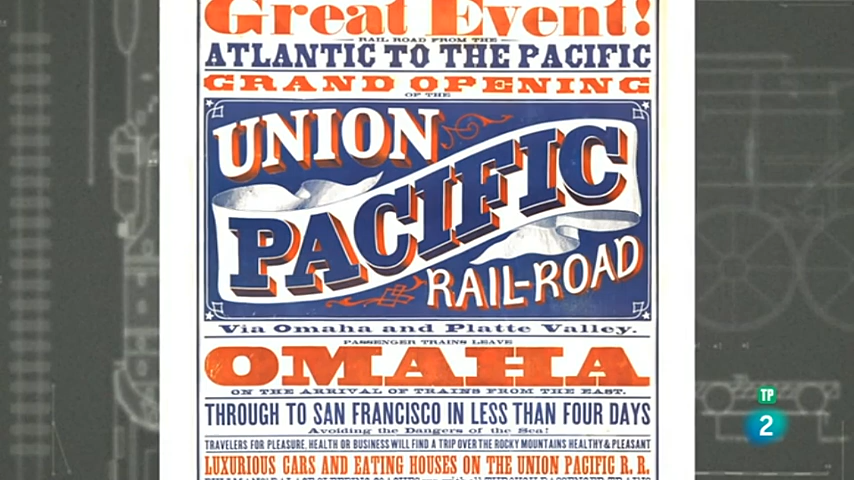 Great Event!
RAIL ROAD FROM THE
ATLANTIC TO THE PACIFIC
GRAND OPENING
OF THE
UNION
PACIFIC
RAIL-ROAD
Via Omaha and Platte Valley.
PASSENGER TRAINS LEAVE
OMAHA
ON THE ARRIVAL OF TRAINS FROM THE EAST.
THROUGH TO SAN FRANCISCO IN LESS THAN FOUR DAYS
Avoiding the Dangers of the Sea!
TRAVELERS FOR PLEASURE, HEALTH OR BUSINESS WILL FIND A TRIP OVER THE ROCKY MOUNTAINS HEALTHY & PLEASANT
LUXURIOUS CARS AND EATING HOUSES ON THE UNION PACIFIC R. R.
TP
2